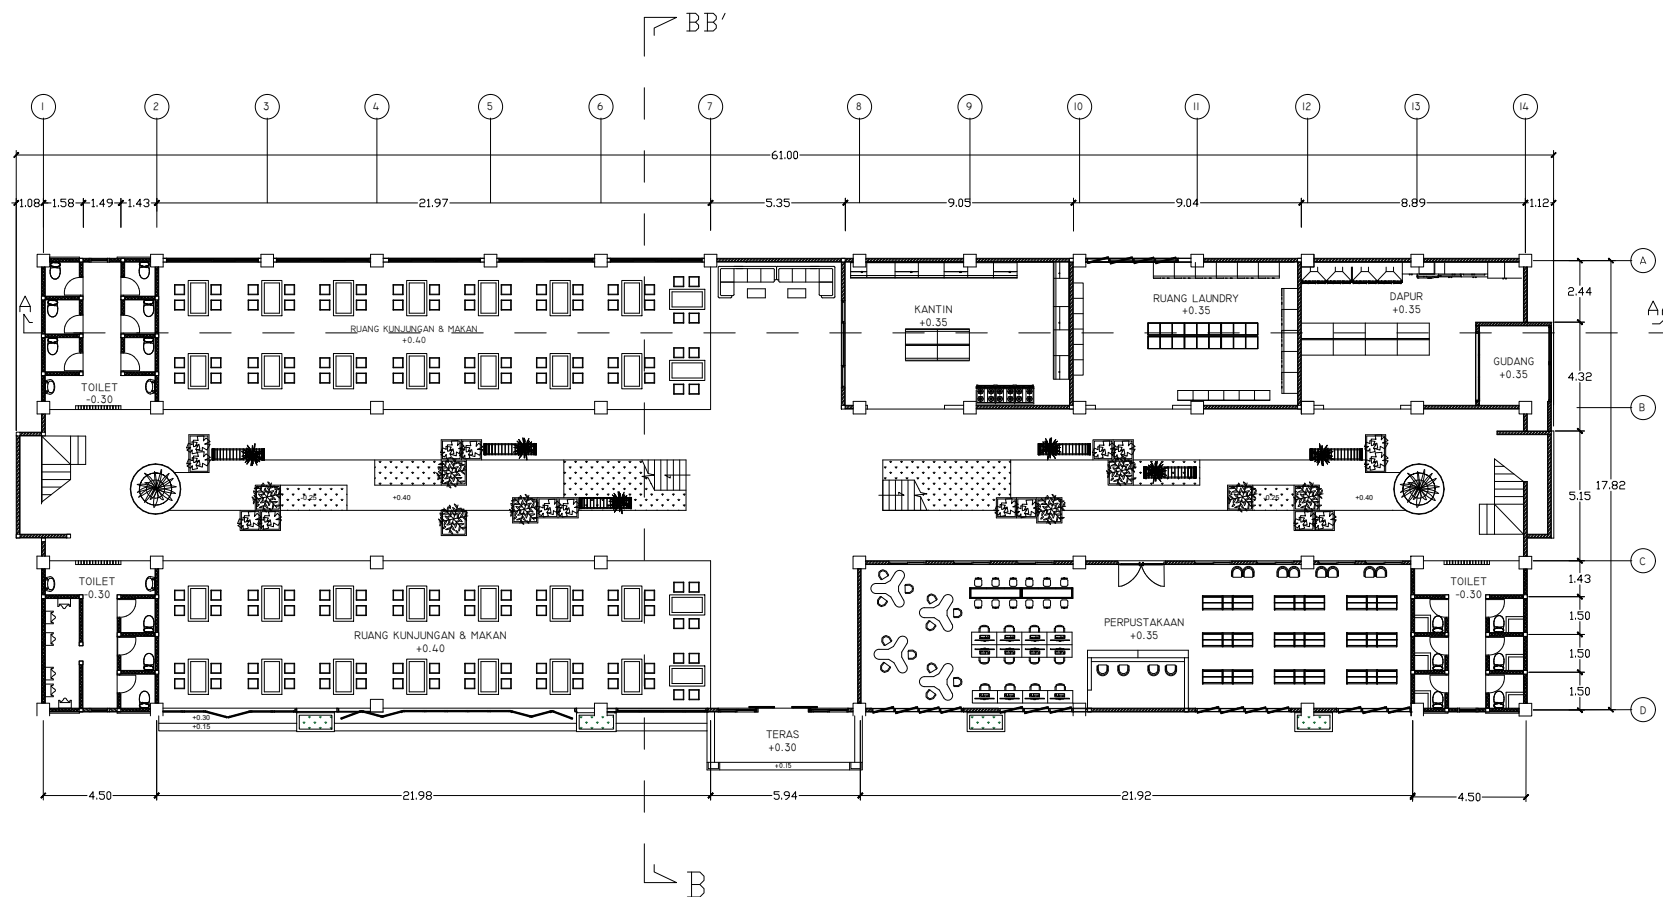 BB'
1 2 3 4 5 6 7 8 9 10 11 12 13 14
61.00
1.08 1.58 1.49 1.43 21.97 5.35 9.05 9.04 8.89 1.12
A
2.44
KANTIN
+0.35
RUANG LAUNDRY
+0.35
DAPUR
+0.35
A
RUANG KUNJUNGAN & MAKAN
+0.40
GUDANG
+0.35
4.32
TOILET
-0.30
B
5.15
17.82
-0.25
+0.40
-0.25
+0.40
C
TOILET
-0.30
TOILET
-0.30
1.43
1.50
1.50
1.50
RUANG KUNJUNGAN & MAKAN
+0.40
PERPUSTAKAAN
+0.35
D
+0.30
+0.15
TERAS
+0.30
+0.15
4.50 21.98 5.94 21.92 4.50
B